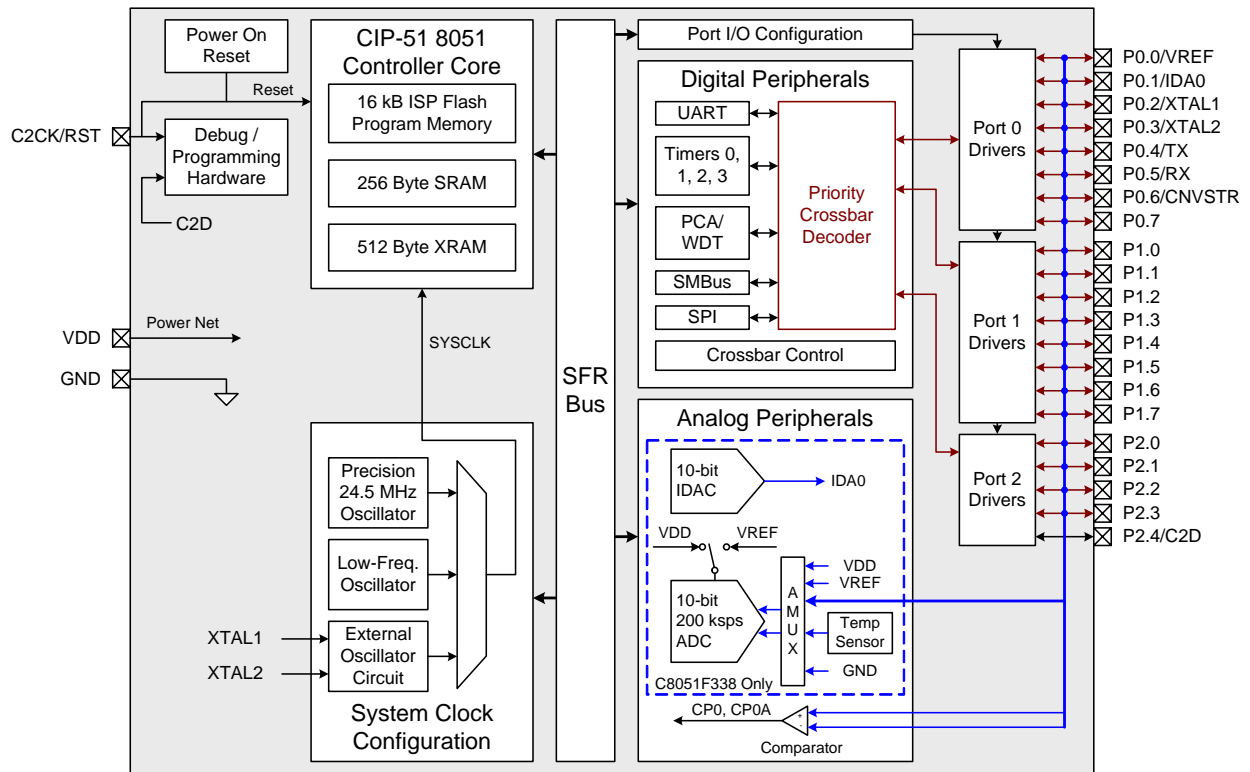 Power On
Reset
Reset
C2CK/RST
Debug /
Programming
Hardware
C2D
VDD
Power Net
GND
CIP-51 8051
Controller Core
16 kB ISP Flash
Program Memory
256 Byte SRAM
512 Byte XRAM
SYSCLK
Precision
24.5 MHz
Oscillator
Low-Freq.
Oscillator
XTAL1
External
Oscillator
Circuit
XTAL2
System Clock
Configuration
SFR
Bus
Port I/O Configuration
Digital Peripherals
UART
Timers 0,
1, 2, 3
PCA/
WDT
SMBus
SPI
Priority
Crossbar
Decoder
Crossbar Control
Analog Peripherals
10-bit
IDAC
IDA0
VDD
VREF
10-bit
200 ksps
ADC
A
M
U
X
VDD
VREF
Temp
Sensor
GND
C8051F338 Only
CP0, CP0A
+
-
Comparator
Port 0
Drivers
Port 1
Drivers
Port 2
Drivers
P0.0/VREF
P0.1/IDA0
P0.2/XTAL1
P0.3/XTAL2
P0.4/TX
P0.5/RX
P0.6/CNVSTR
P0.7
P1.0
P1.1
P1.2
P1.3
P1.4
P1.5
P1.6
P1.7
P2.0
P2.1
P2.2
P2.3
P2.4/C2D